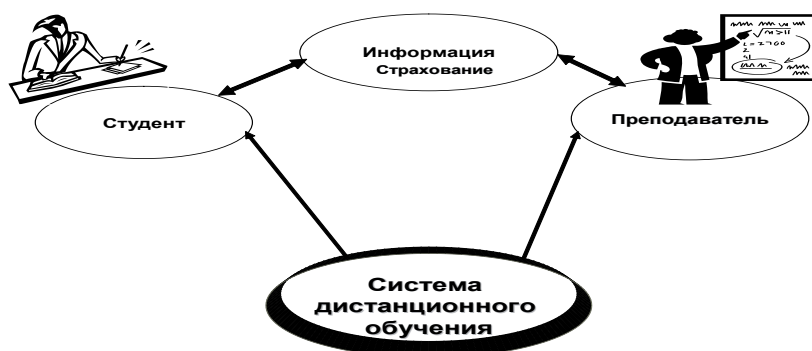 Информация
Страхование
Студент
Преподаватель
Система
дистанционного
обучения